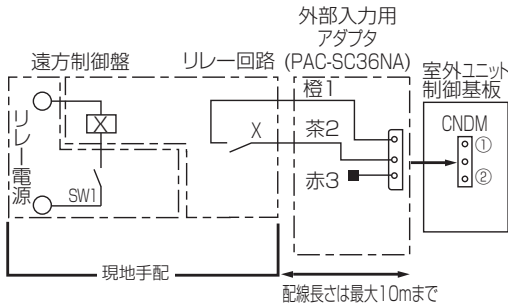 外部入力用
アダプタ
(PAC-SC36NA)
遠方制御盤
リレー回路
室外ユニット
制御基板
リレー電源
X
SW1
X
橙1
茶2
赤3
CNDM
①
②
現地手配
配線長さは最大10mまで